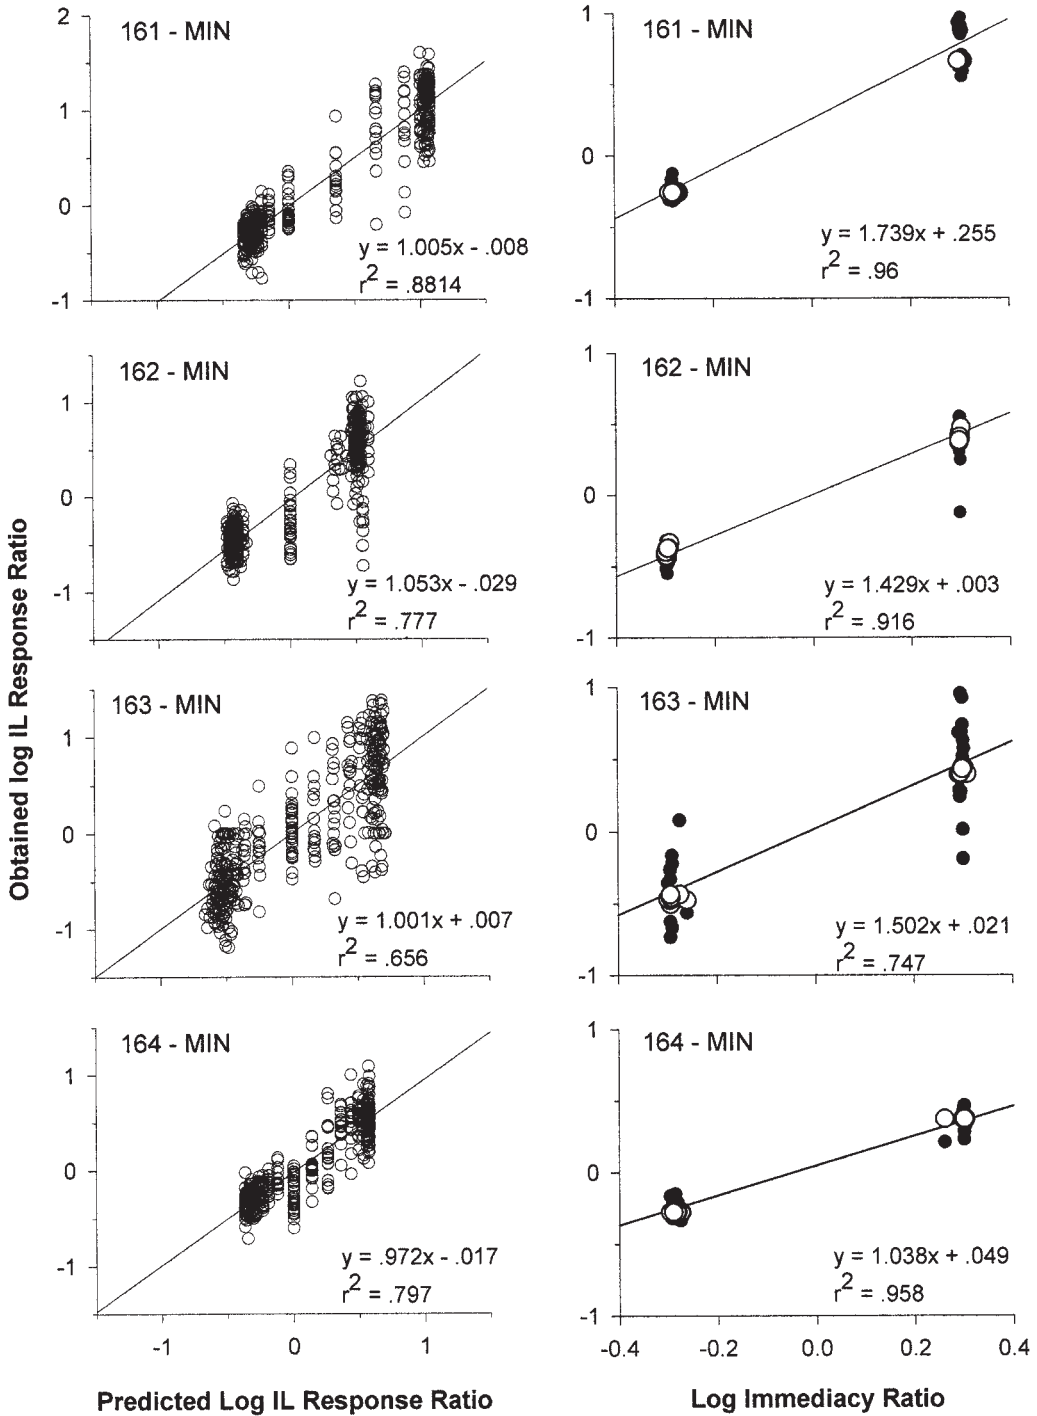 161 - MIN
2
1
0
-1
y = 1.005x - .008
r2 = .8814
161 - MIN
1
0
-1
y = 1.739x + .255
r2 = .96
162 - MIN
1
0
-1
y = 1.053x - .029
r2 = .777
162 - MIN
1
0
-1
y = 1.429x + .003
r2 = .916
Obtained log IL Response Ratio
163 - MIN
1
0
-1
y = 1.001x + .007
r2 = .656
163 - MIN
1
0
-1
y = 1.502x + .021
r2 = .747
164 - MIN
1
0
-1
y = .972x - .017
r2 = .797
-1 0 1
Predicted Log IL Response Ratio
164 - MIN
1
0
-1
y = 1.038x + .049
r2 = .958
-0.4 -0.2 0.0 0.2 0.4
Log Immediacy Ratio